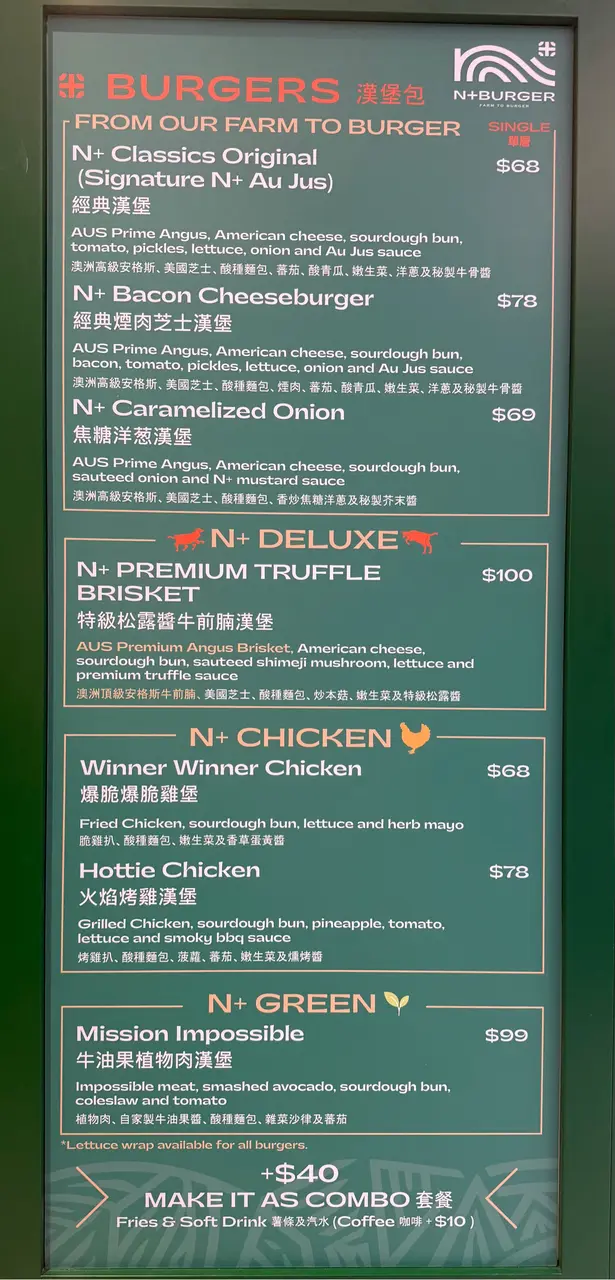 BURGERS 漢堡包
N+BURGER
FARM TO BURGER
FROM OUR FARM TO BURGER
SINGLE
單層
N+ Classics Original
(Signature N+ Au Jus)
$68
經典漢堡
AUS Prime Angus, American cheese, sourdough bun,
tomato, pickles, lettuce, onion and Au Jus sauce
澳洲高級安格斯、美國芝士、酸種麵包、蕃茄、酸青瓜、嫩生菜、洋蔥及秘製牛骨醬
N+ Bacon Cheeseburger $78
經典煙肉芝士漢堡
AUS Prime Angus, American cheese, sourdough bun,
bacon, tomato, pickles, lettuce, onion and Au Jus sauce
澳洲高級安格斯、美國芝士、酸種麵包、煙肉、蕃茄、酸青瓜、嫩生菜、洋蔥及秘製牛骨醬
N+ Caramelized Onion $69
焦糖洋葱漢堡
AUS Prime Angus, American cheese, sourdough bun,
sauteed onion and N+ mustard sauce
澳洲高級安格斯、美國芝士、酸種麵包、香炒焦糖洋蔥及秘製芥末醬
N+ DELUXE
N+ PREMIUM TRUFFLE $100
BRISKET
特級松露醬牛前腩漢堡
AUS Premium Angus Brisket, American cheese,
sourdough bun, sauteed shimeji mushroom, lettuce and
premium truffle sauce
澳洲頂級安格斯牛前腩、美國芝士、酸種麵包、炒本菇、嫩生菜及特級松露醬
N+ CHICKEN
Winner Winner Chicken $68
爆脆爆脆雞堡
Fried Chicken, sourdough bun, lettuce and herb mayo
脆雞扒、酸種麵包、嫩生菜及香草蛋黃醬
Hottie Chicken $78
火焰烤雞漢堡
Grilled Chicken, sourdough bun, pineapple, tomato,
lettuce and smoky bbq sauce
烤雞扒、酸種麵包、菠蘿、蕃茄、嫩生菜及燻烤醬
N+ GREEN
Mission Impossible $99
牛油果植物肉漢堡
Impossible meat, smashed avocado, sourdough bun,
coleslaw and tomato
植物肉、自家製牛油果醬、酸種麵包、雜菜沙律及蕃茄
*Lettuce wrap available for all burgers.
+$40
MAKE IT AS COMBO 套餐
Fries & Soft Drink 薯條及汽水 (Coffee 咖啡 + $10 )